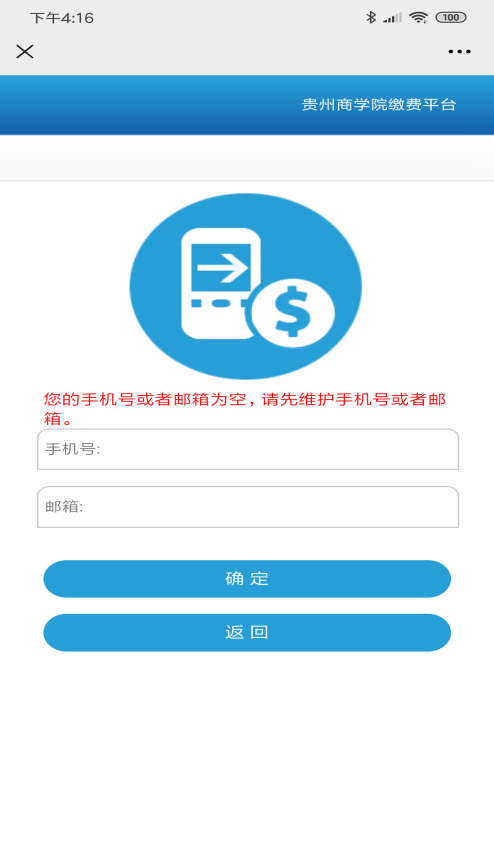 下午4:16
100
贵州商学院缴费平台
$
您的手机号或者邮箱为空，请先维护手机号或者邮
箱。
手机号:
邮箱:
确 定
返 回